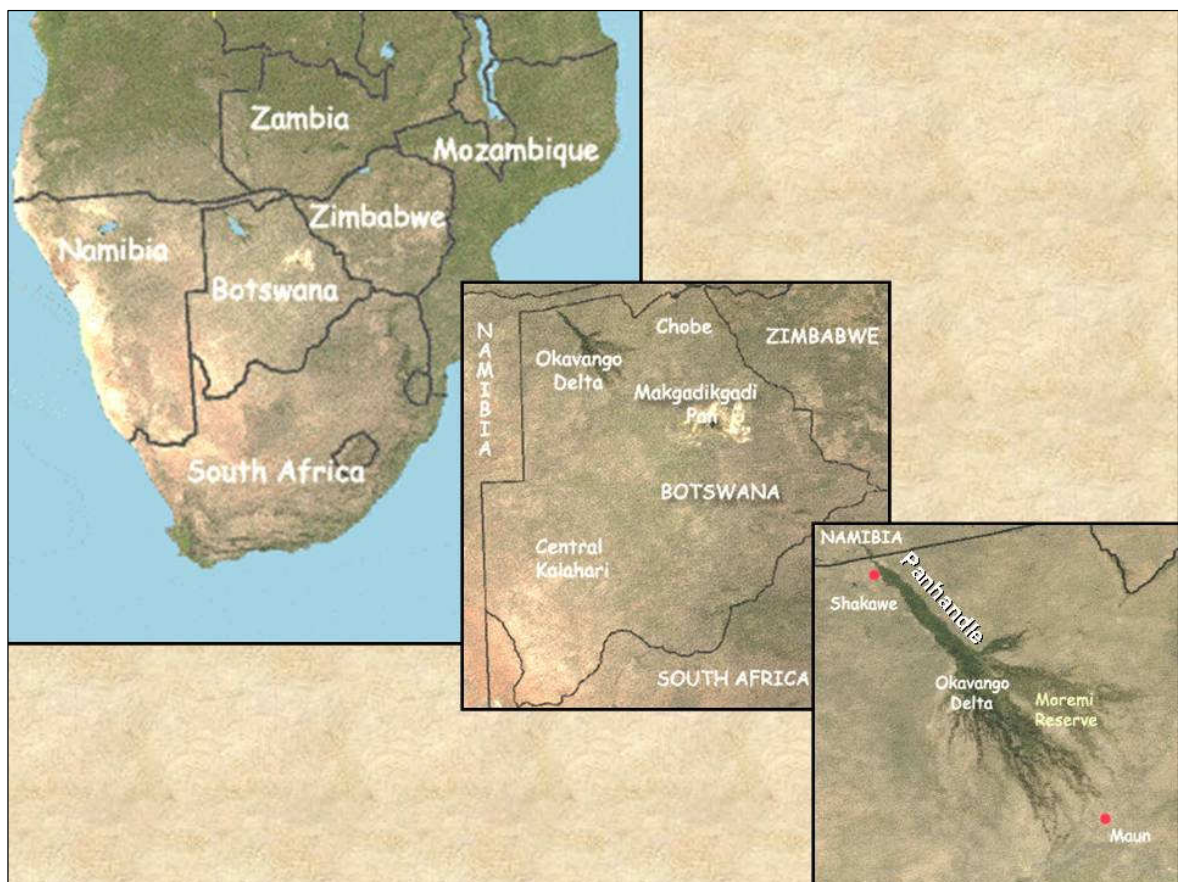 Zambia
Mozambique
Zimbabwe
Namibia
Botswana
South Africa
NAMIBIA
Chobe
ZIMBABWE
Okavango
Delta
Makgadikgadi
Pan
BOTSWANA
Central
Kalahari
SOUTH AFRICA
NAMIBIA
Panhandle
Shakawe
Okavango
Delta
Moremi
Reserve
Maun